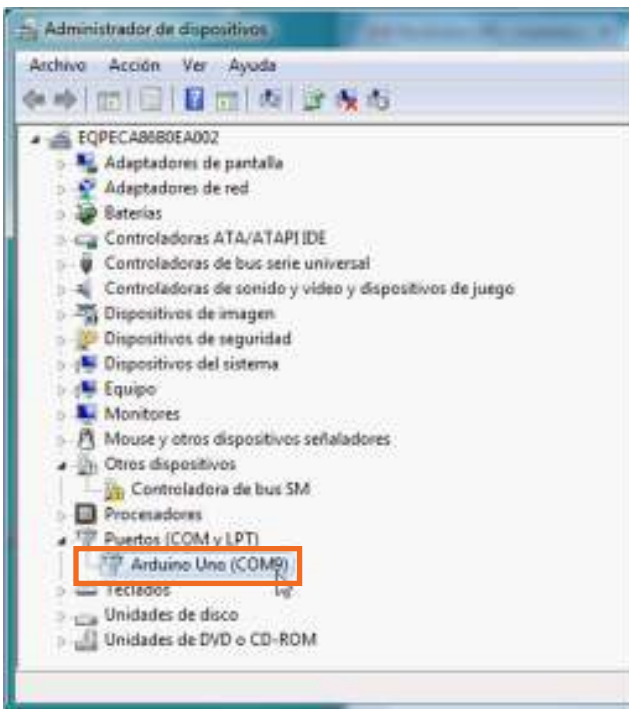 Administrador de dispositivos
Archivo Acción Ver Ayuda
EQPECA86B0EA002
Adaptadores de pantalla
Adaptadores de red
Baterías
Controladoras ATA/ATAPI IDE
Controladoras de bus serie universal
Controladoras de sonido y vídeo y dispositivos de juego
Dispositivos de imagen
Dispositivos de seguridad
Dispositivos del sistema
Equipo
Monitores
Mouse y otros dispositivos señaladores
Otros dispositivos
Controladora de bus SM
Procesadores
Puertos (COM y LPT)
Arduino Uno (COM9)
Teclados
Unidades de disco
Unidades de DVD o CD-ROM